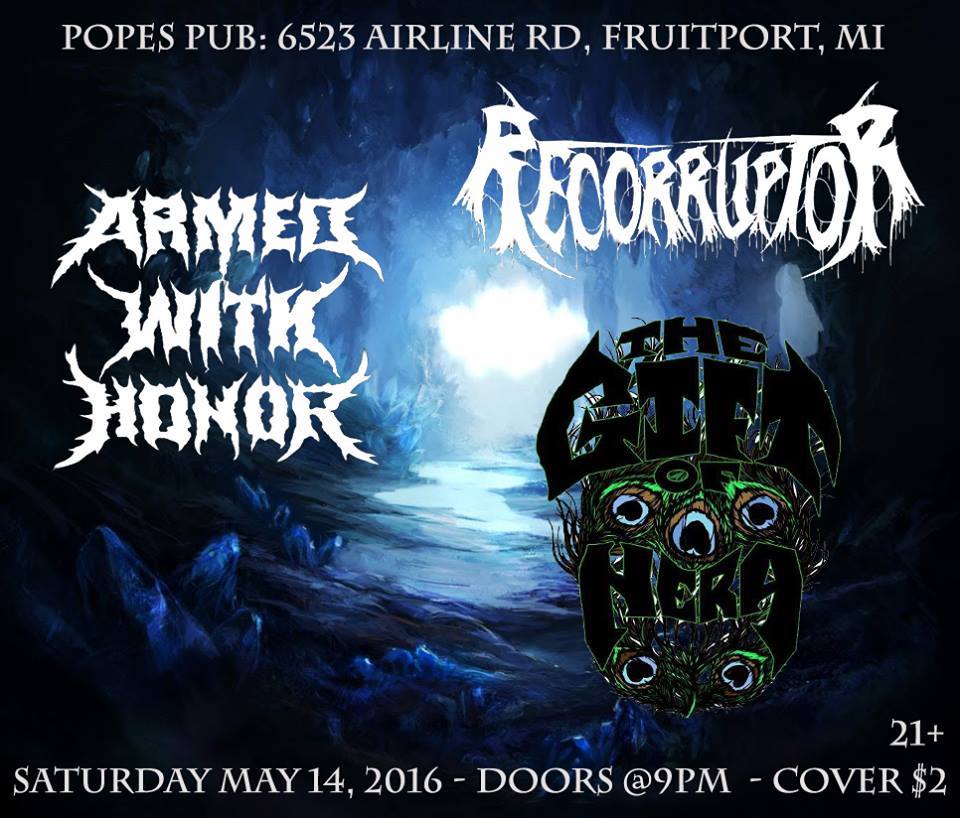 POPES PUB: 6523 AIRLINE RD, FRUITPORT, MI
RECORRUPTOR
ARMED
WITH
HONOR
THE
GIFT
OF
HERA
21+
SATURDAY MAY 14, 2016 - DOORS @9PM - COVER $2